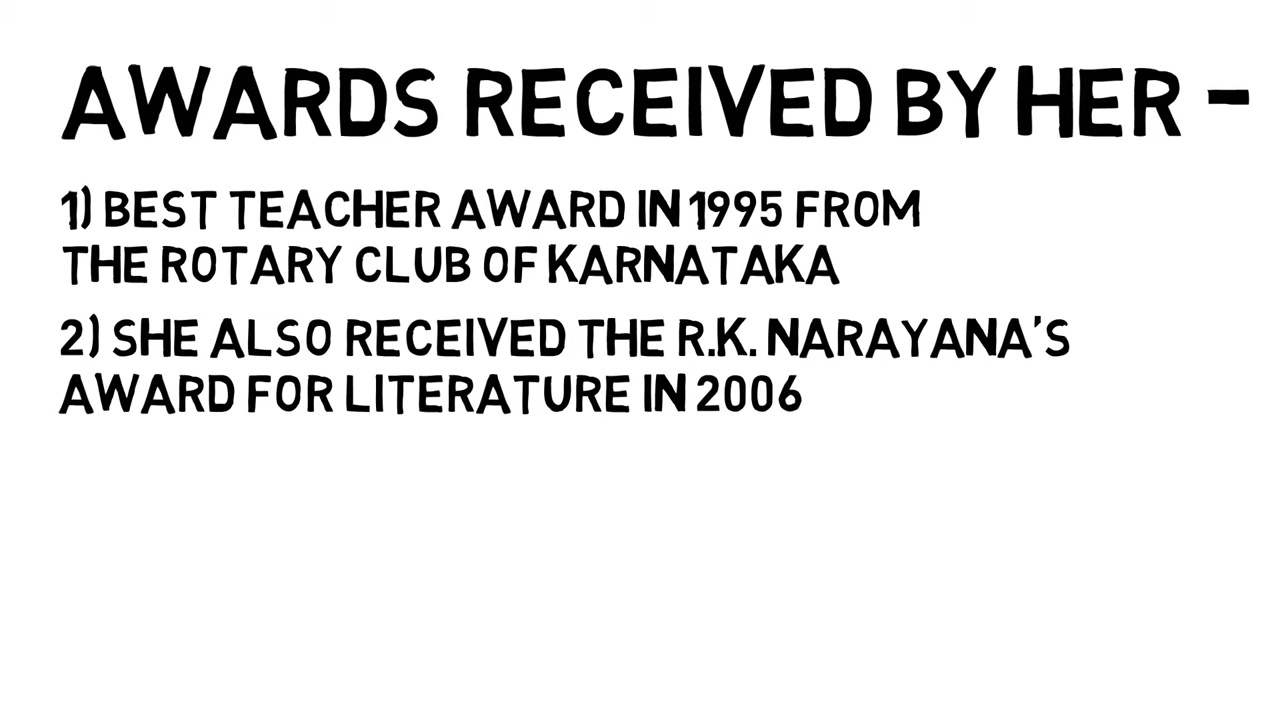 AWARDS RECEIVED BY HER -
1) BEST TEACHER AWARD IN 1995 FROM
THE ROTARY CLUB OF KARNATAKA
2) SHE ALSO RECEIVED THE R.K. NARAYANA'S
AWARD FOR LITERATURE IN 2006